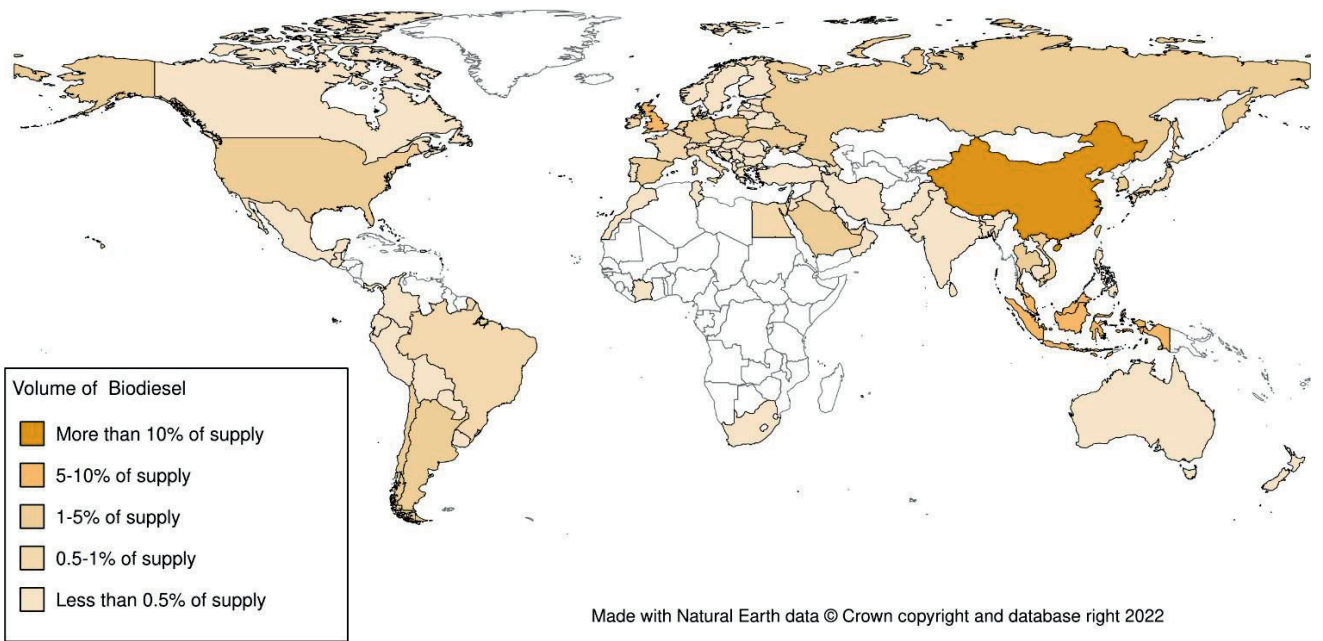 Volume of Biodiesel
More than 10% of supply
5-10% of supply
1-5% of supply
0.5-1% of supply
Less than 0.5% of supply
Made with Natural Earth data © Crown copyright and database right 2022